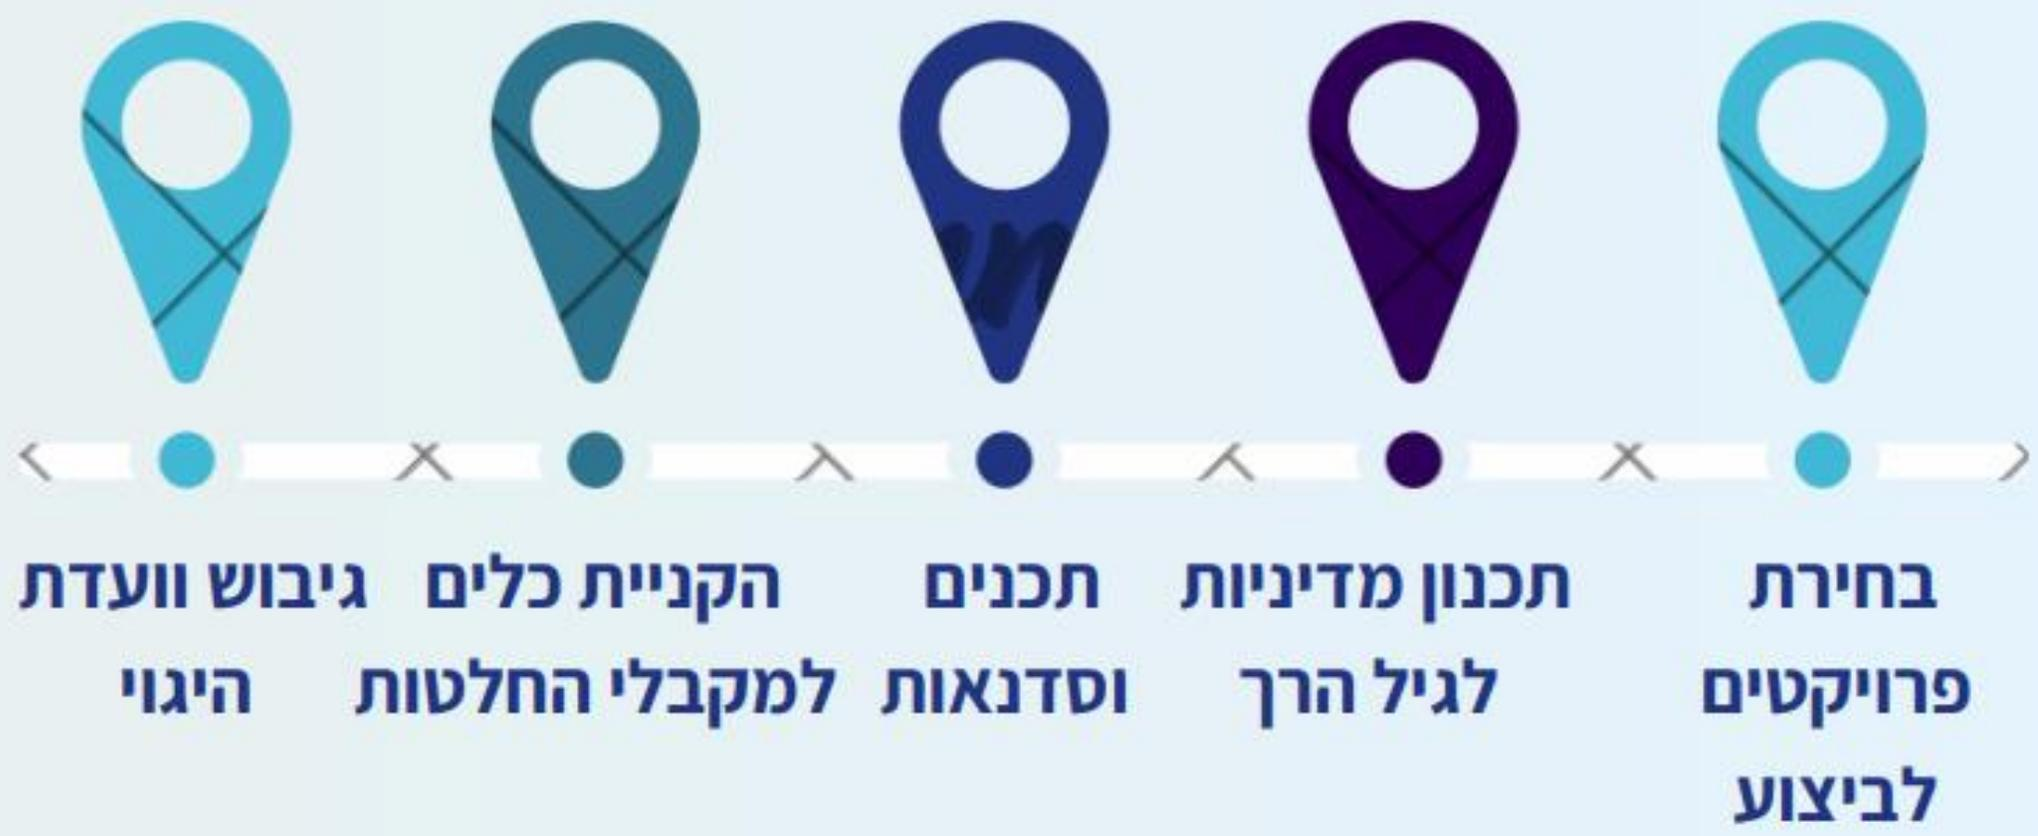 גיבוש וועדת
היגוי
הקניית כלים
למקבלי החלטות
תכנים
וסדנאות
תכנון מדיניות
לגיל הרך
בחירת
פרויקטים
לביצוע